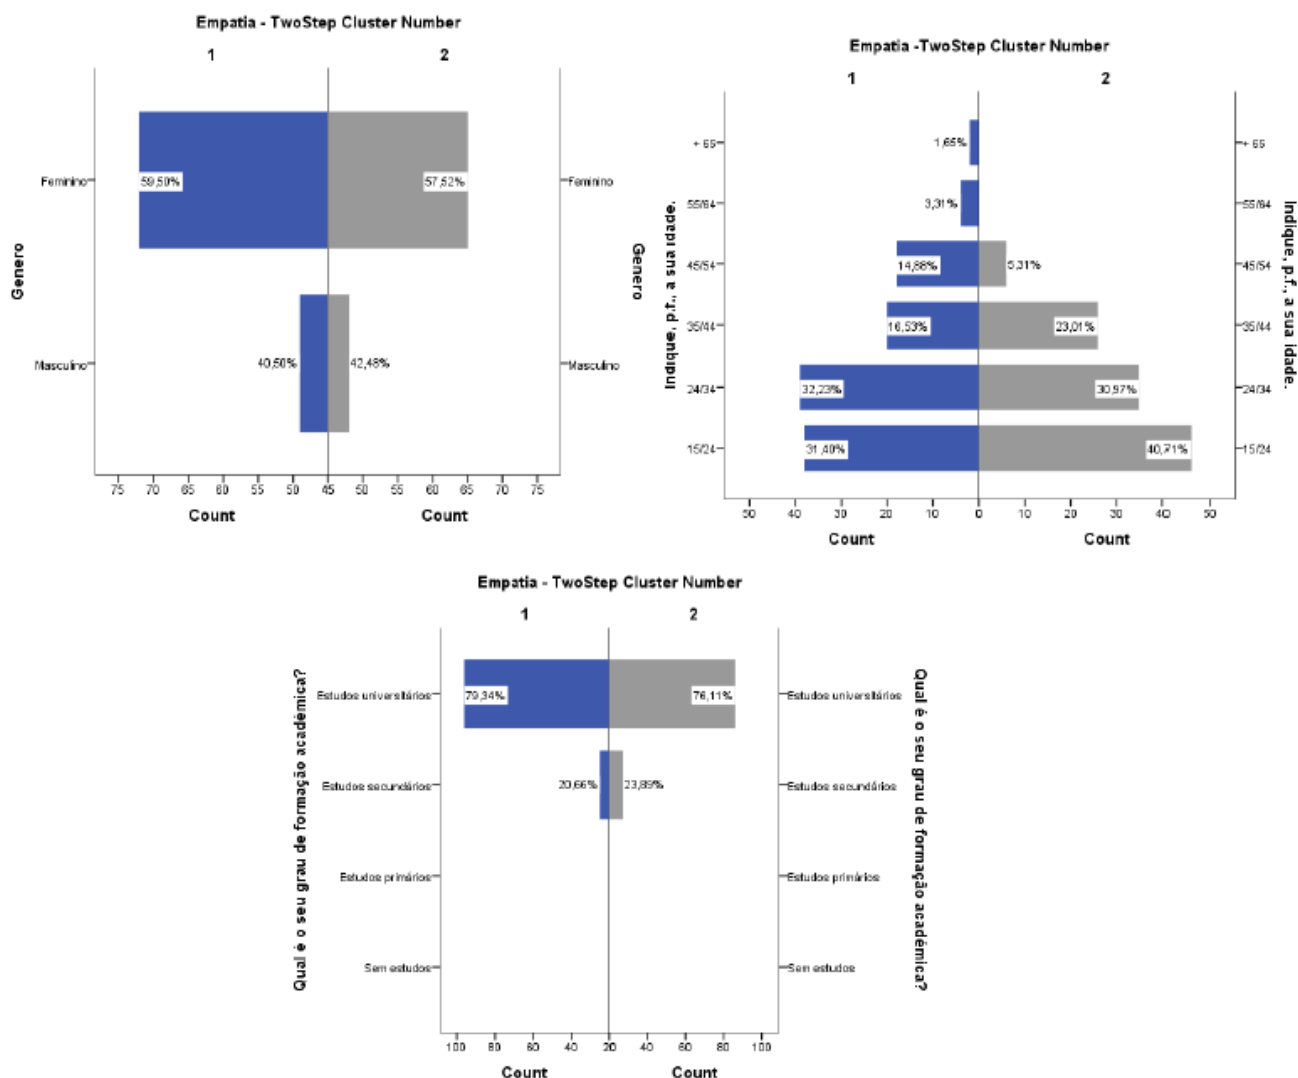 Empatia - TwoStep Cluster Number
1 2
Genero
Feminino 59,50% 57,52% Feminino
Masculino 40,50% 42,48% Masculino
Genero
75 70 65 60 55 50 45 50 55 60 65 70 75
Count Count
Empatia -TwoStep Cluster Number
1 2
Indique, p.f., a sua idade.
+ 65 1,65% + 65
55/64 3,31% 55/64
45/54 14,88% 5,31% 45/54
35/44 16,53% 23,01% 35/44
24/34 32,23% 30,97% 24/34
15/24 31,40% 40,71% 15/24
Indique, p.f., a sua idade.
50 40 30 20 10 0 10 20 30 40 50
Count Count
Empatia - TwoStep Cluster Number
1 2
Qual é o seu grau de formação académica?
Estudos universitários 79,34% 76,11% Estudos universitários
Estudos secundários 20,66% 23,89% Estudos secundários
Estudos primários Estudos primários
Sem estudos Sem estudos
Qual é o seu grau de formação académica?
100 80 60 40 20 40 60 80 100
Count Count